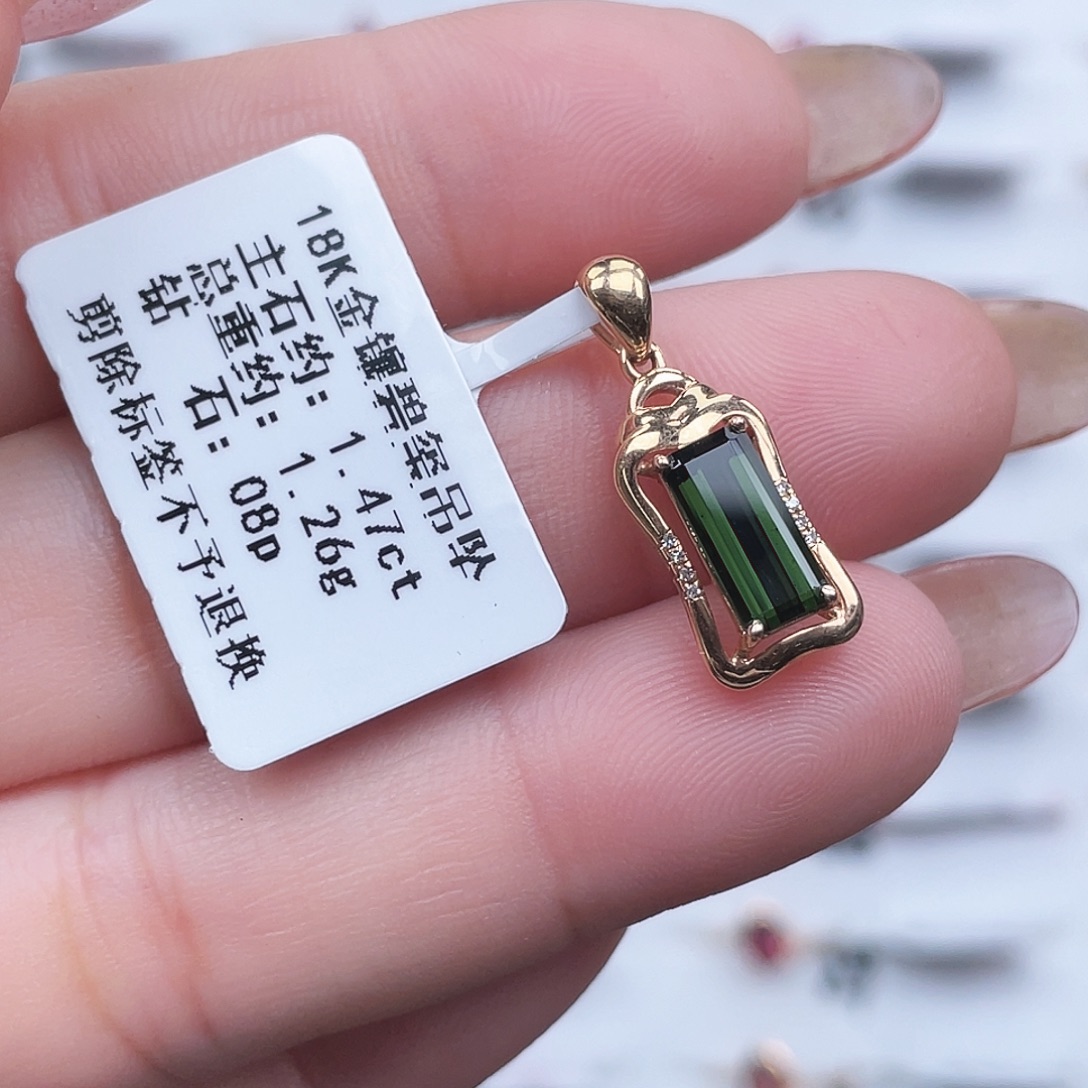 18K金镶碧玺吊坠
主石约: 1.47ct
总重约: 1.26g
钻 石: 08p
剪除标签不予退换